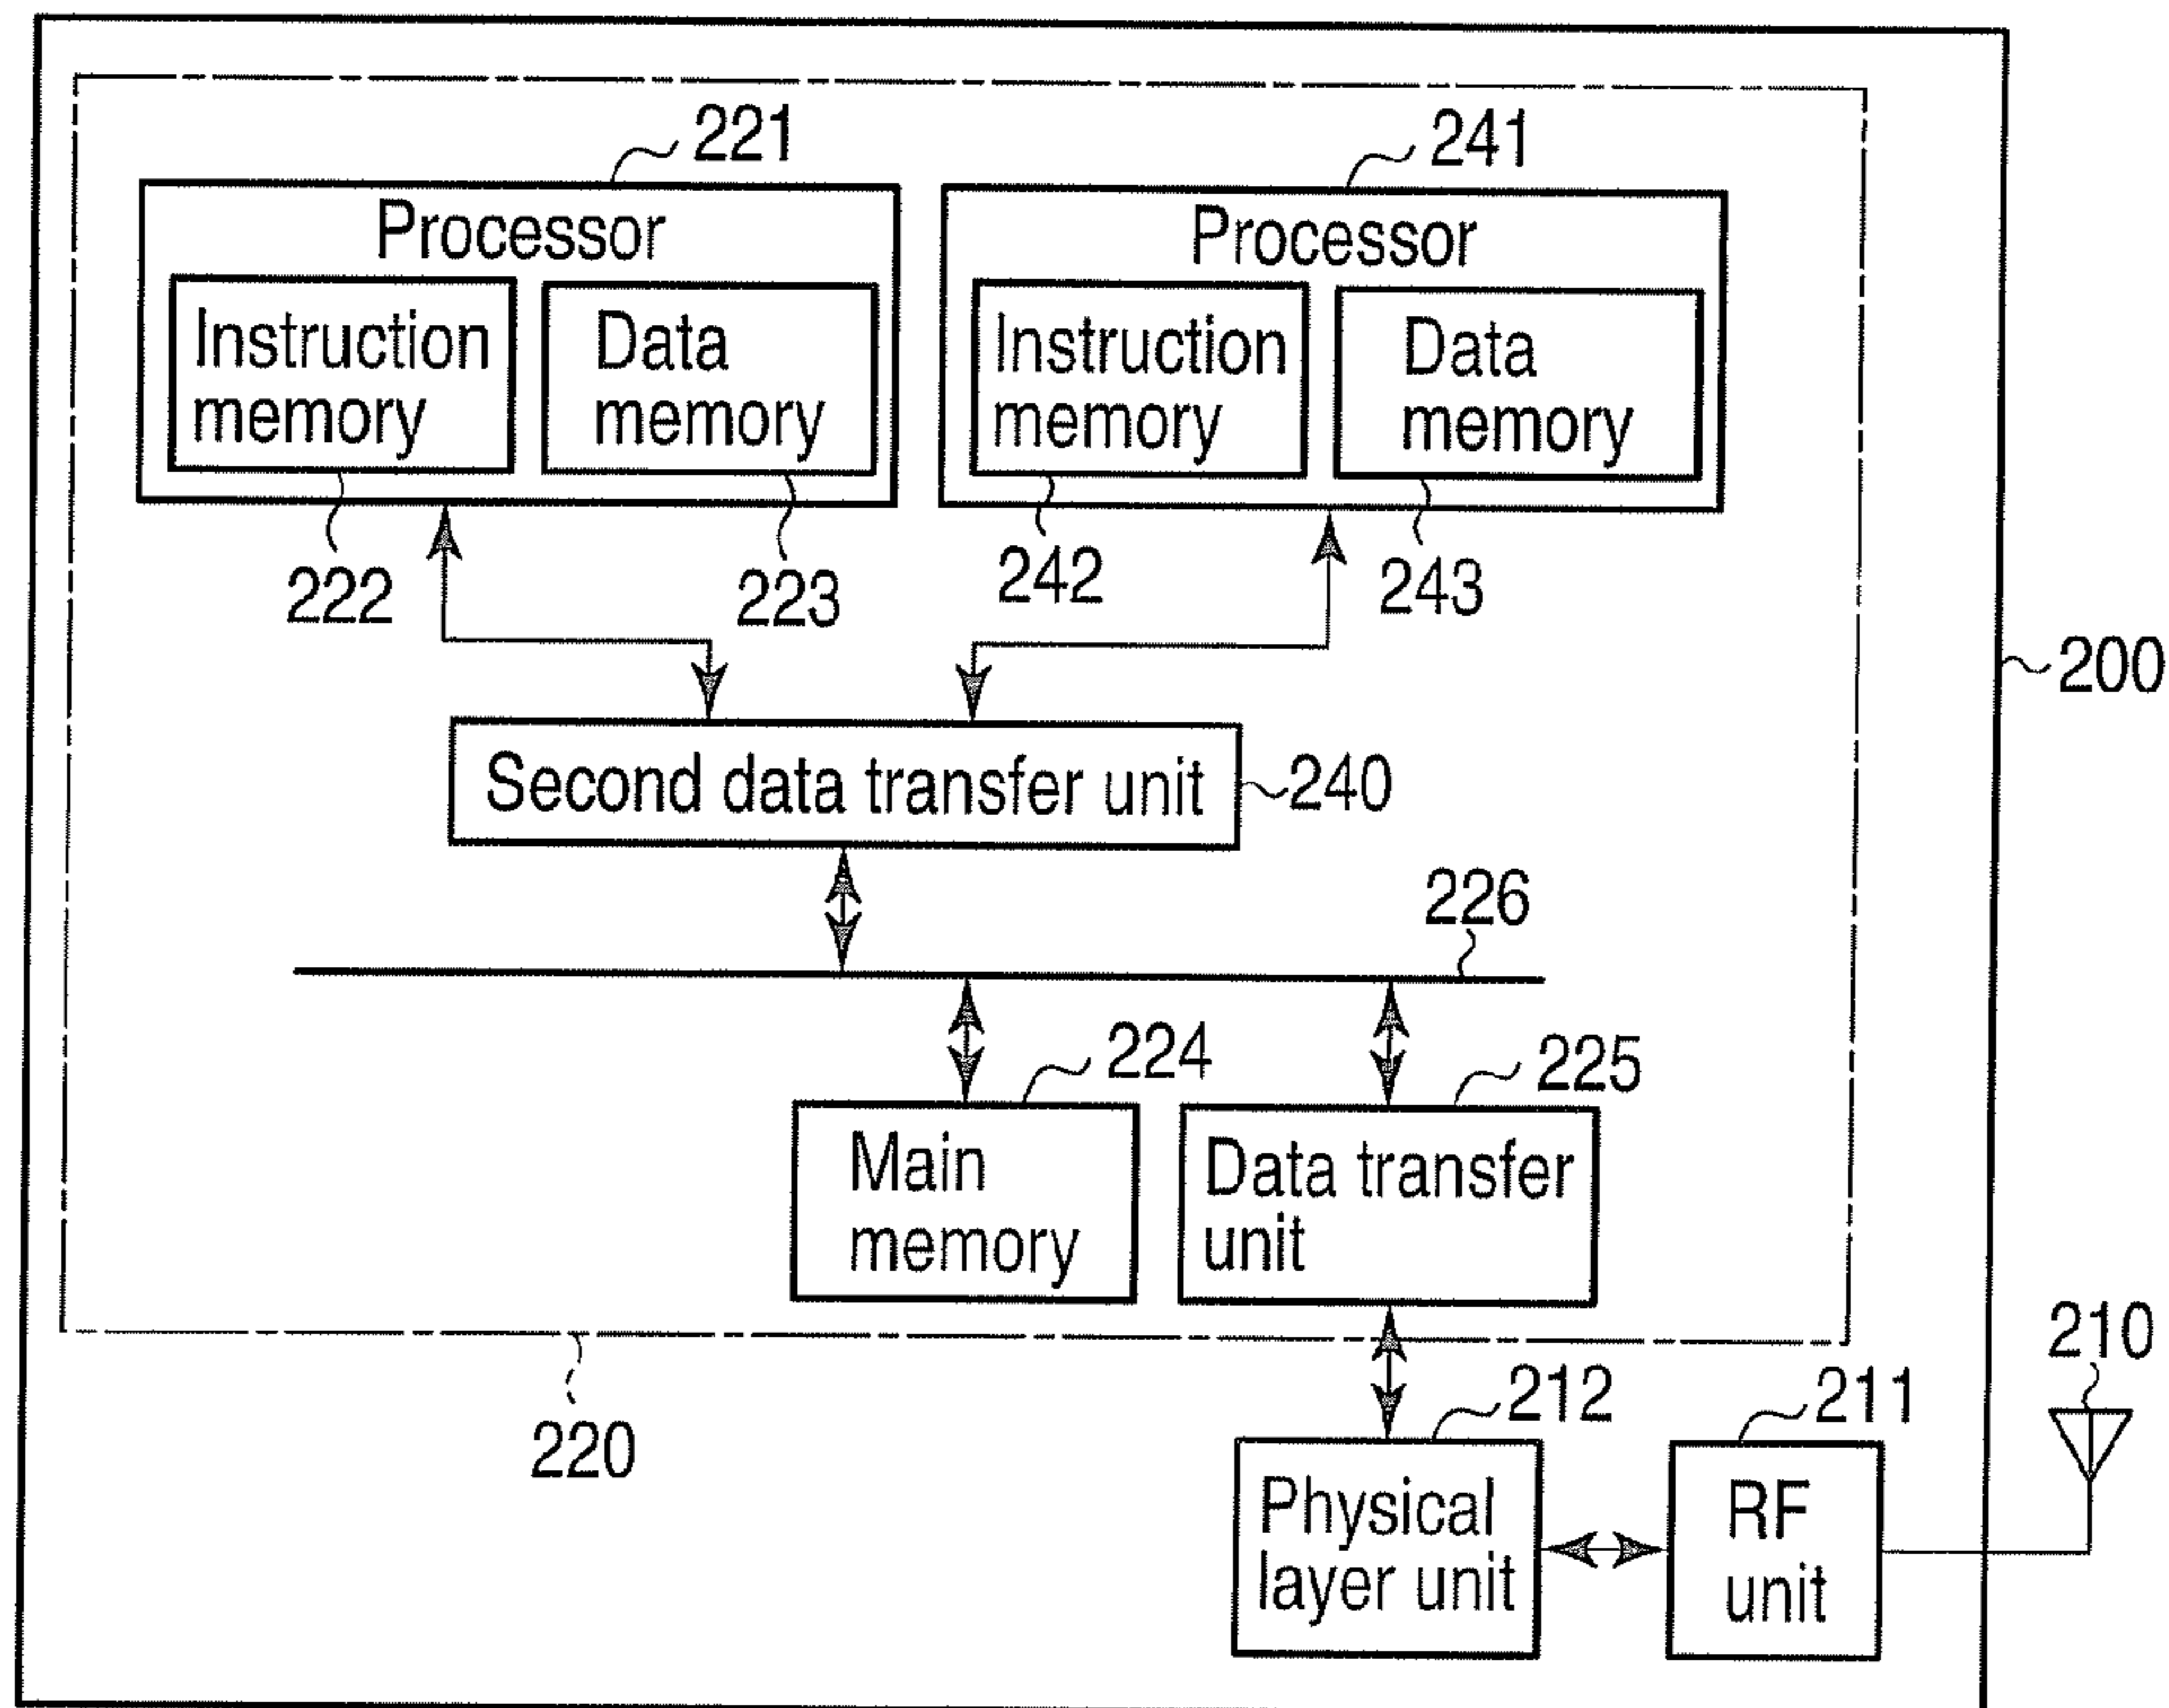 221
241
Processor
Processor
Instruction
memory
Data
memory
Instruction
memory
Data
memory
222
223
242
243
200
Second data transfer unit
240
226
224
225
Main
memory
Data transfer
unit
220
210
212
211
Physical
layer unit
RF
unit